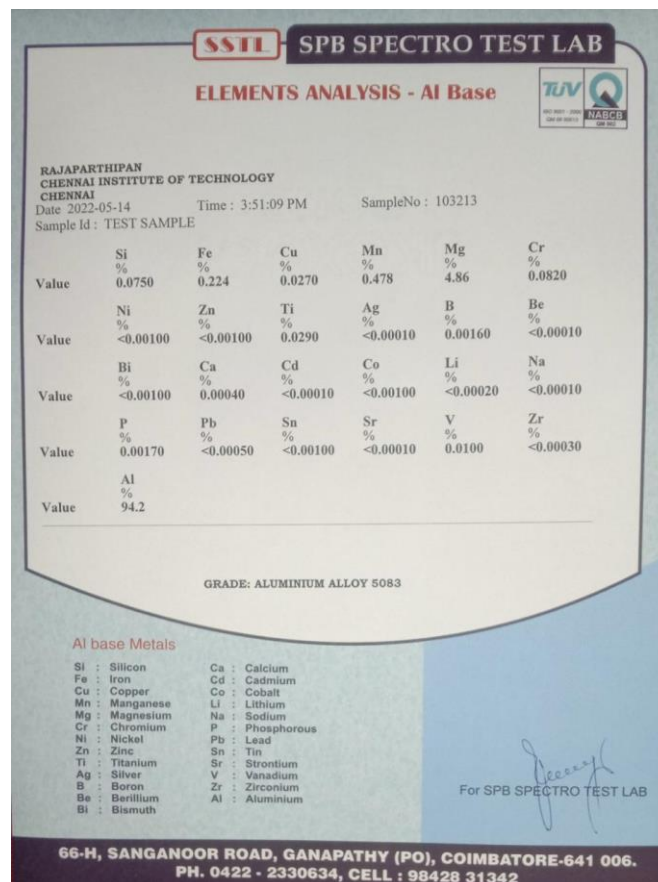 SSTL SPB SPECTRO TEST LAB
ELEMENTS ANALYSIS - Al Base
TUV
NABCB
RAJAPARTHIPAN
CHENNAI INSTITUTE OF TECHNOLOGY
CHENNAI
Date 2022-05-14 Time : 3:51:09 PM SampleNo : 103213
Sample Id : TEST SAMPLE
Si Fe Cu Mn Mg Cr
% % % % % %
Value 0.0750 0.224 0.0270 0.478 4.86 0.0820
Ni Zn Ti Ag B Be
% % % % % %
Value <0.00100 <0.00100 0.0290 <0.00010 0.00160 <0.00010
Bi Ca Cd Co Li Na
% % % % % %
Value <0.00100 0.00040 <0.00010 <0.00100 <0.00020 <0.00010
P Pb Sn Sr V Zr
% % % % % %
Value 0.00170 <0.00050 <0.00100 <0.00010 0.0100 <0.00030
Al
%
Value 94.2
GRADE: ALUMINIUM ALLOY 5083
Al base Metals
Si : Silicon Ca : Calcium
Fe : Iron Cd : Cadmium
Cu : Copper Co : Cobalt
Mn : Manganese Li : Lithium
Mg : Magnesium Na : Sodium
Cr : Chromium P : Phosphorous
Ni : Nickel Pb : Lead
Zn : Zinc Sn : Tin
Ti : Titanium Sr : Strontium
Ag : Silver V : Vanadium
B : Boron Zr : Zirconium
Be : Berillium Al : Aluminium
Bi : Bismuth
For SPB SPECTRO TEST LAB
66-H, SANGANOOR ROAD, GANAPATHY (PO), COIMBATORE-641 006.
PH. 0422 - 2330634, CELL : 98428 31342